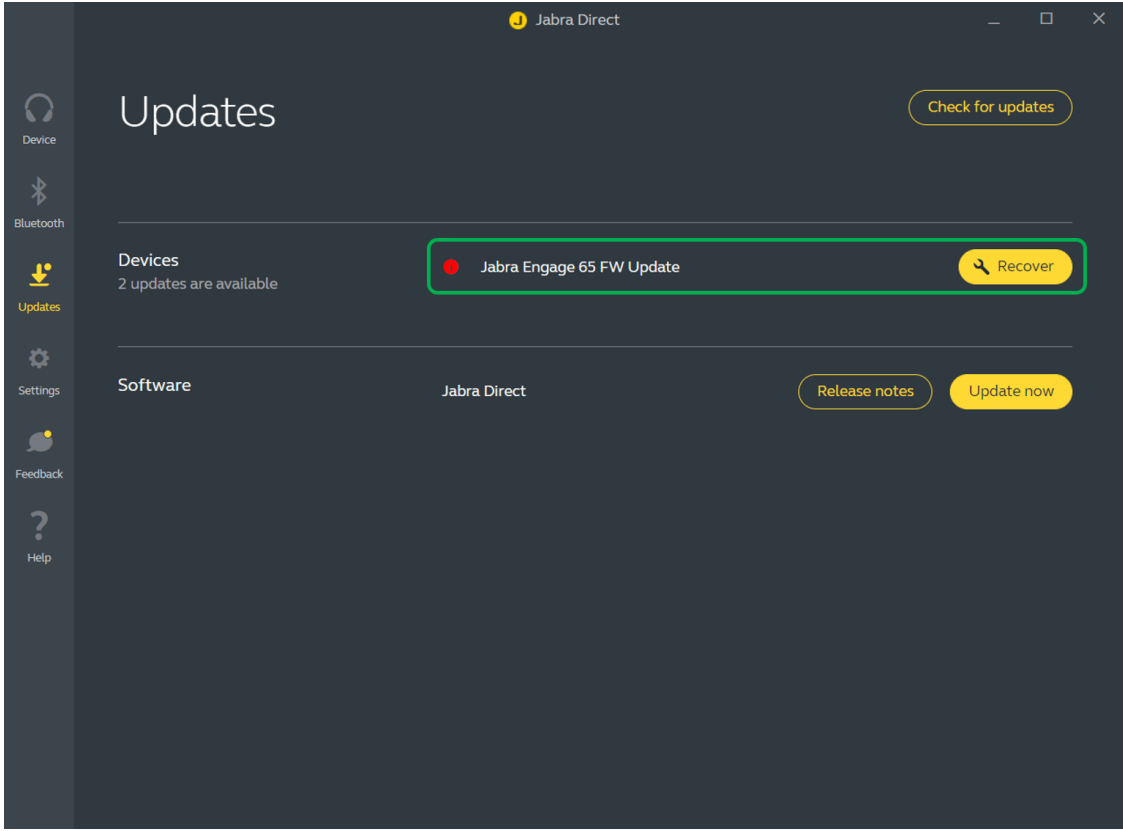 Jabra Direct
Device
Bluetooth
Updates
Settings
Feedback
Help
Updates
Check for updates
Devices
2 updates are available
Jabra Engage 65 FW Update
Recover
Software
Jabra Direct
Release notes
Update now